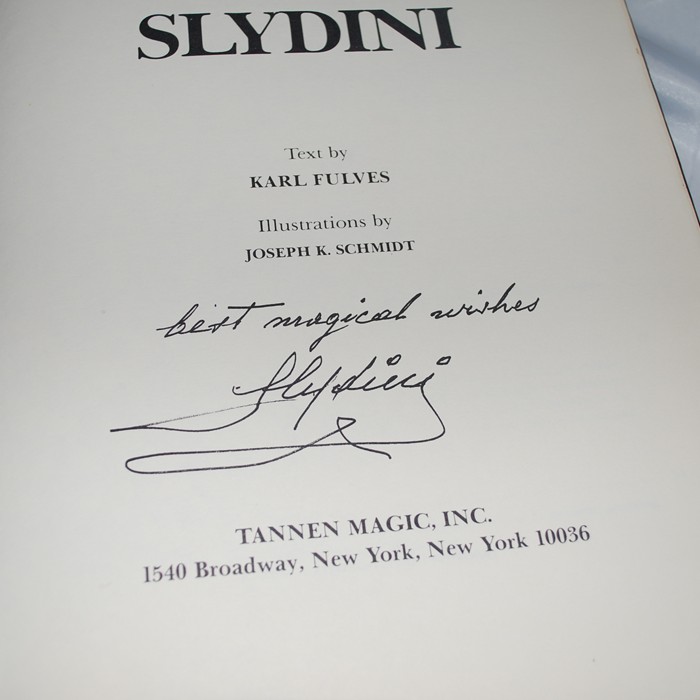 SLYDINI
Text by
KARL FULVES
Illustrations by
JOSEPH K. SCHMIDT
best magical wishes
Slydini
TANNEN MAGIC, INC.
1540 Broadway, New York, New York 10036